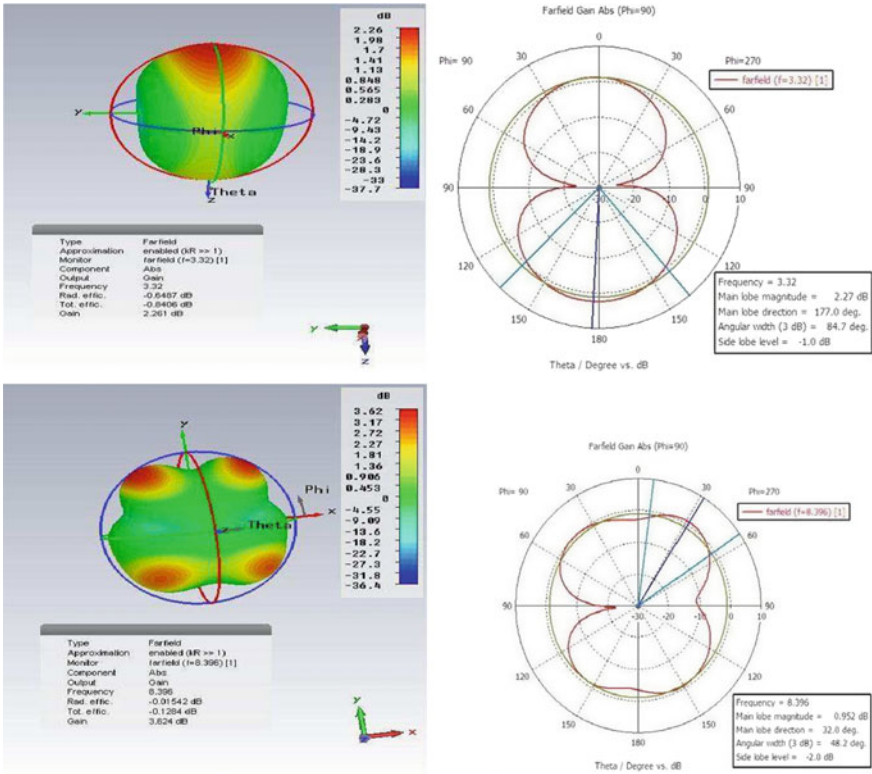 dB
2.26
1.98
1.7
1.41
1.13
0.848
0.565
0.283
0
-4.72
-9.43
-14.2
-18.9
-23.6
-28.3
-33
-37.7
y
Phi
x
Theta
z
Type Farfield
Approximation enabled (kR >> 1)
Monitor farfield (f=3.32) [1]
Component Abs
Output Gain
Frequency 3.32
Rad. effic. -0.6487 dB
Tot. effic. -0.8406 dB
Gain 2.261 dB
y
z
Farfield Gain Abs (Phi=90)
0
Phi= 90
30
30
Phi=270
farfield (f=3.32) [1]
60
60
90
-30 -20 -10 0 10
90
120
120
150
150
180
Theta / Degree vs. dB
Frequency = 3.32
Main lobe magnitude = 2.27 dB
Main lobe direction = 177.0 deg.
Angular width (3 dB) = 84.7 deg.
Side lobe level = -1.0 dB
dB
3.62
3.17
2.72
2.27
1.81
1.36
0.906
0.453
0
-4.55
-9.09
-13.6
-18.2
-22.7
-27.3
-31.8
-36.4
y
Phi
x
Theta
Type Farfield
Approximation enabled (kR >> 1)
Monitor farfield (f=8.396) [1]
Component Abs
Output Gain
Frequency 8.396
Rad. effic. -0.01542 dB
Tot. effic. -0.1284 dB
Gain 3.624 dB
y
x
Farfield Gain Abs (Phi=90)
0
Phi= 90
30
30
Phi=270
farfield (f=8.396) [1]
60
60
90
-30 -20 -10 0 10
90
120
120
150
150
180
Theta / Degree vs. dB
Frequency = 8.396
Main lobe magnitude = 0.952 dB
Main lobe direction = 32.0 deg.
Angular width (3 dB) = 48.2 deg.
Side lobe level = -2.0 dB